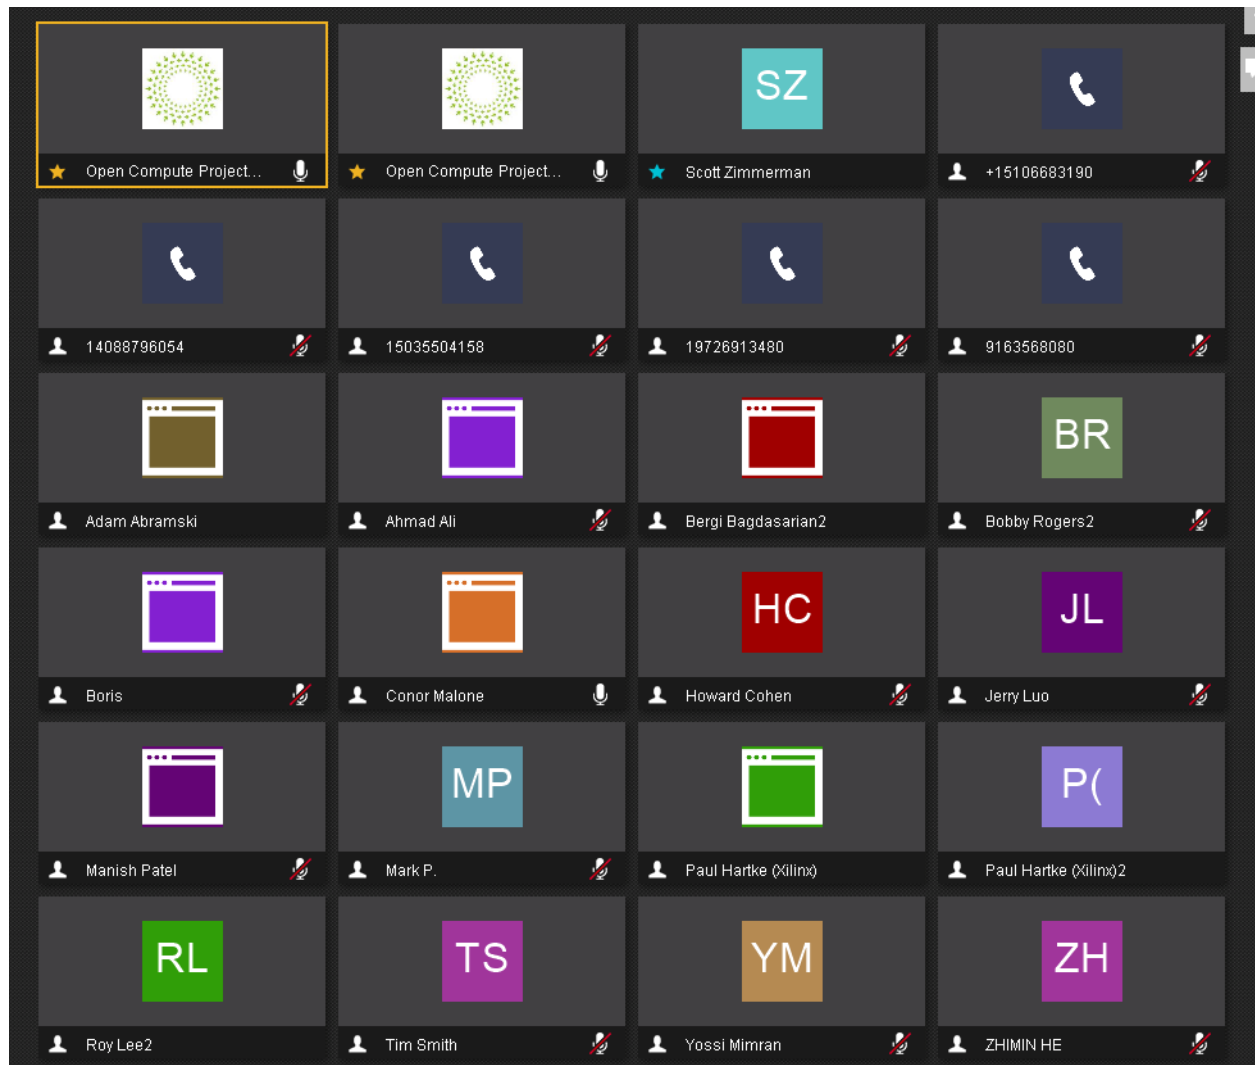 Open Compute Project...
Open Compute Project...
SZ
Scott Zimmerman
+15106683190
14088796054
15035504158
19726913480
9163568080
Adam Abramski
Ahmad Ali
Bergi Bagdasarian2
BR
Bobby Rogers2
Boris
Conor Malone
HC
Howard Cohen
JL
Jerry Luo
Manish Patel
MP
Mark P.
Paul Hartke (Xilinx)
P(
Paul Hartke (Xilinx)2
RL
Roy Lee2
TS
Tim Smith
YM
Yossi Mimran
ZH
ZHIMIN HE